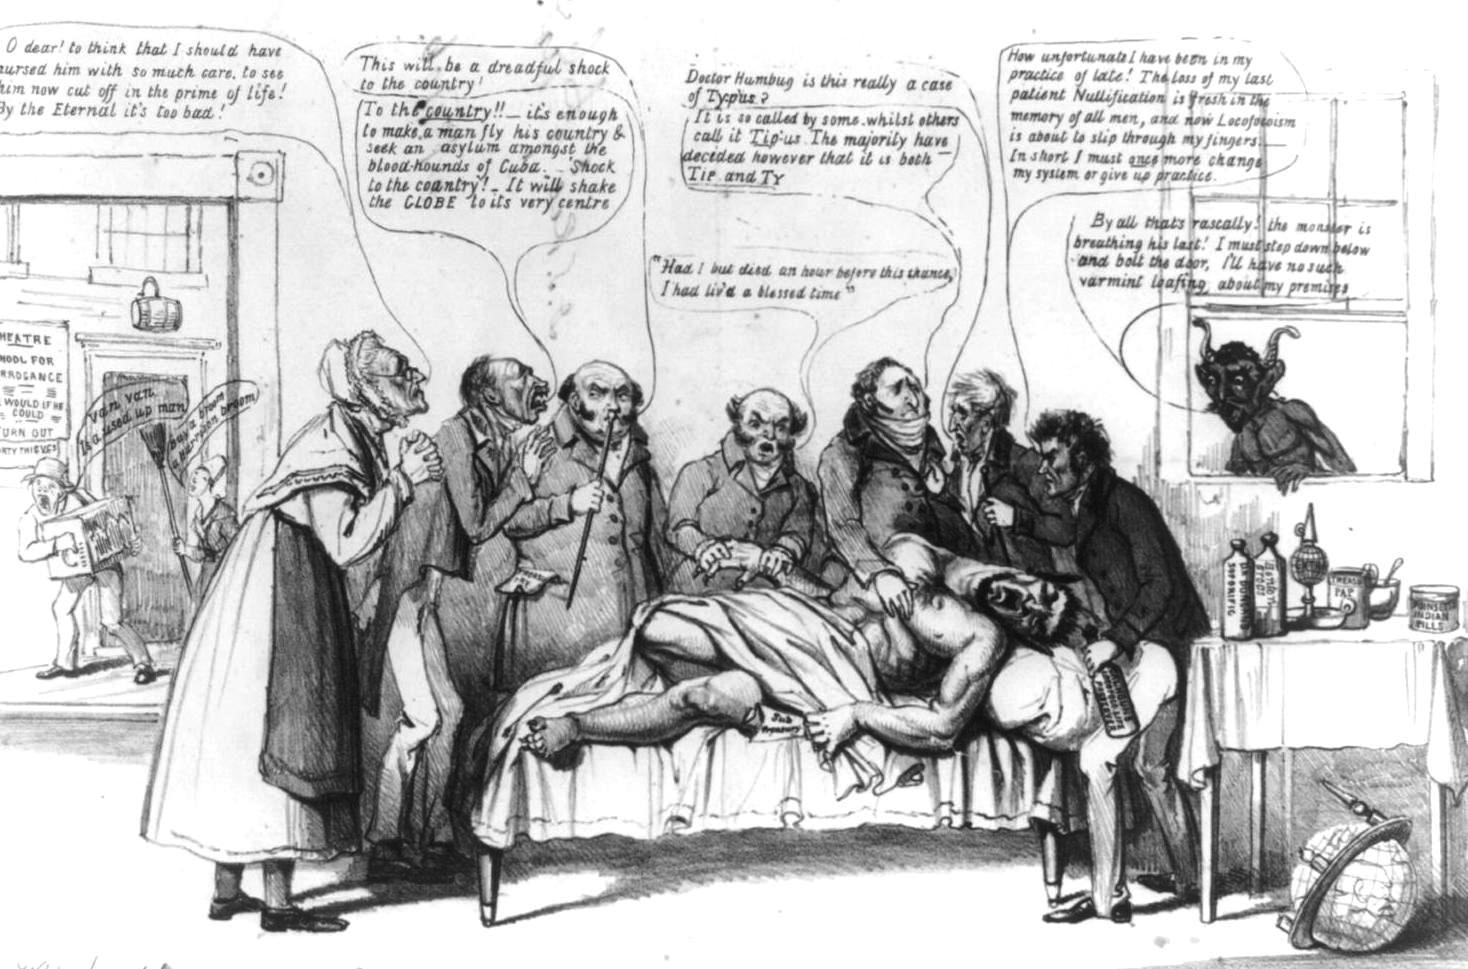 O dear! to think that I should have
nursed him with so much care, to see
him now cut off in the prime of life!
By the Eternal it's too bad!
This will be a dreadful shock
to the country!
To the country!! _ it's enough
to make a man fly his country &
seek an asylum amongst the
blood-hounds of Cuba. _ 'Shock
to the country'! _ It will shake
the GLOBE to its very centre
Doctor Humbug is this really a case
of Typus?
It is so called by some, whilst others
call it Tip-us. The majority have
decided however that it is both
Tip and Ty
"Had I but died an hour before this chance,
I had liv'd a blessed time"
How unfortunate I have been in my
practice of late! The loss of my last
patient Nullification is fresh in the
memory of all men, and now Locofocoism
is about to slip through my fingers. _
In short I must once more change
my system or give up practice.
By all that's rascally! the monster is
breathing his last! I must step down below
and bolt the door, I'll have no such
varmint loafing about my premises
THEATRE
SCHOOL FOR
ARROGANCE
WOULD IF HE
COULD
TURN OUT
FORTY THIEVES
Van, van,
Is a used up man
buy a broom
a Harrison broom
Sub
Treasury
SOPORIFIC
TREASU
PAP
INDIAN
PILLS